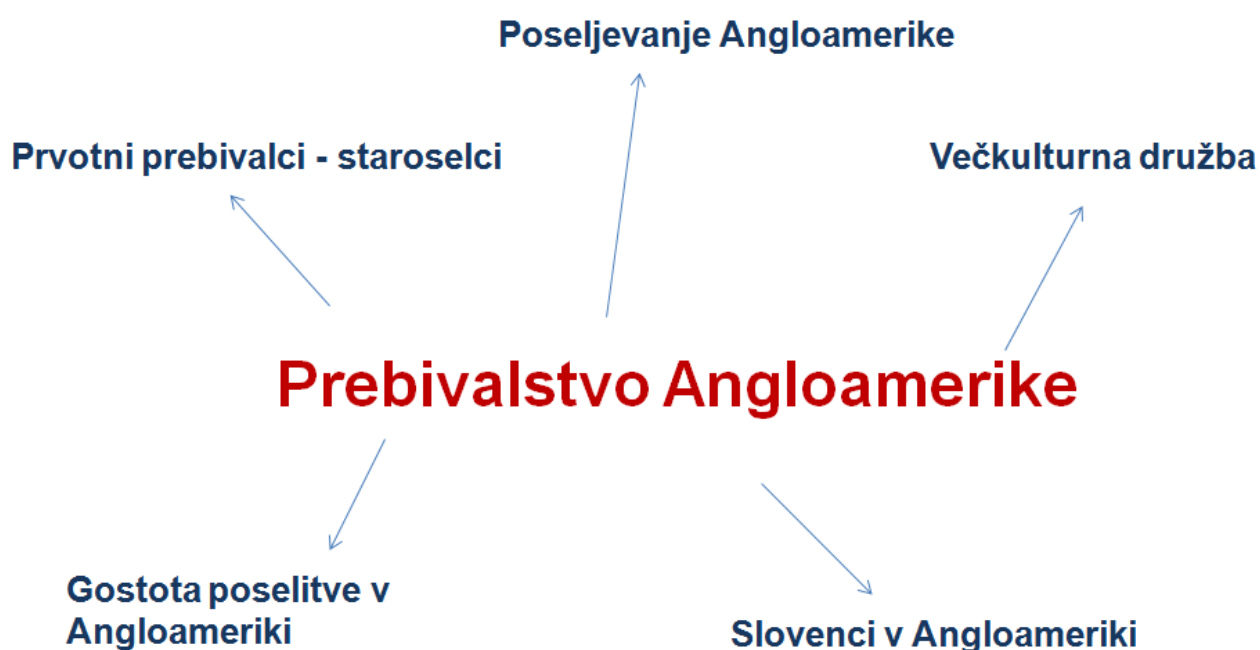 Poseljevanje Angloamerike
Prvotni prebivalci - staroselci
Večkulturna družba
Prebivalstvo Angloamerike
Gostota poselitve v
Angloameriki
Slovenci v Angloameriki